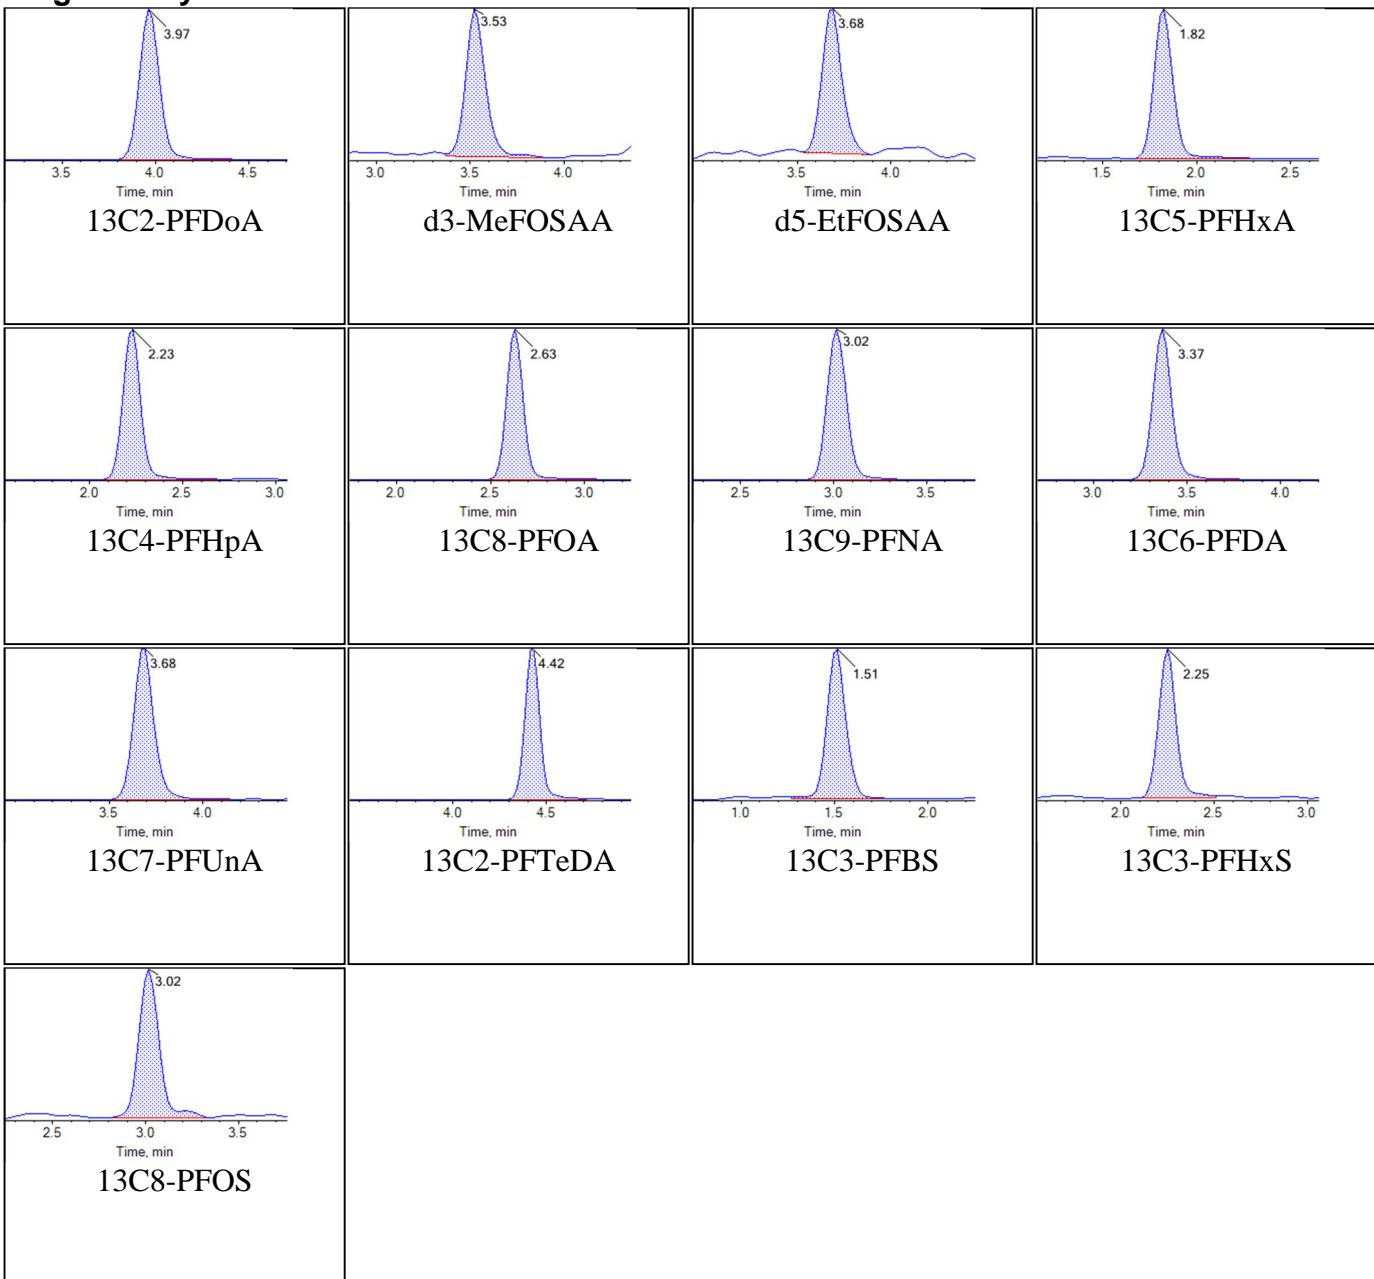 3.97
3.5 4.0 4.5
Time, min
13C2-PFDoA
3.53
3.0 3.5 4.0
Time, min
d3-MeFOSAA
3.68
3.5 4.0
Time, min
d5-EtFOSAA
1.82
1.5 2.0 2.5
Time, min
13C5-PFHxA
2.23
2.0 2.5 3.0
Time, min
13C4-PFHpA
2.63
2.0 2.5 3.0
Time, min
13C8-PFOA
3.02
2.5 3.0 3.5
Time, min
13C9-PFNA
3.37
3.0 3.5 4.0
Time, min
13C6-PFDA
3.68
3.5 4.0
Time, min
13C7-PFUnA
4.42
4.0 4.5
Time, min
13C2-PFTeDA
1.51
1.0 1.5 2.0
Time, min
13C3-PFBS
2.25
2.0 2.5 3.0
Time, min
13C3-PFHxS
3.02
2.5 3.0 3.5
Time, min
13C8-PFOS